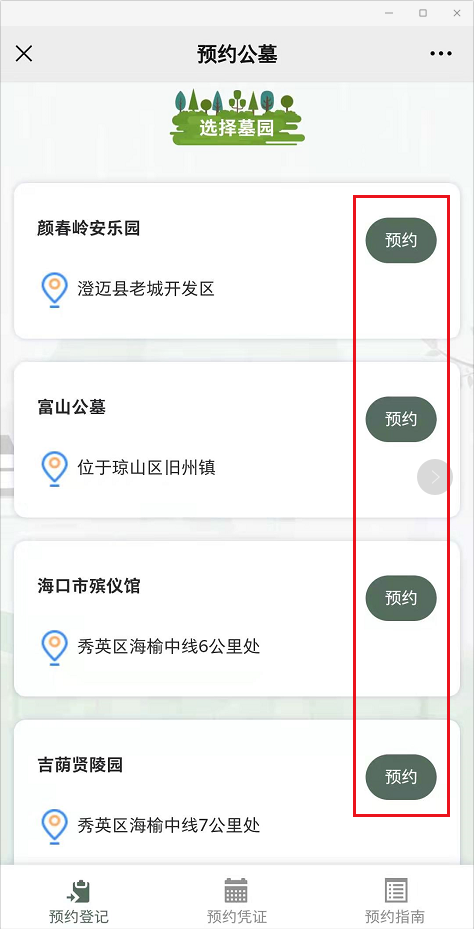 预约公墓
选择墓园
颜春岭安乐园
预约
澄迈县老城开发区
富山公墓
预约
位于琼山区旧州镇
海口市殡仪馆
预约
秀英区海榆中线6公里处
吉荫贤陵园
预约
秀英区海榆中线7公里处
预约登记
预约凭证
预约指南